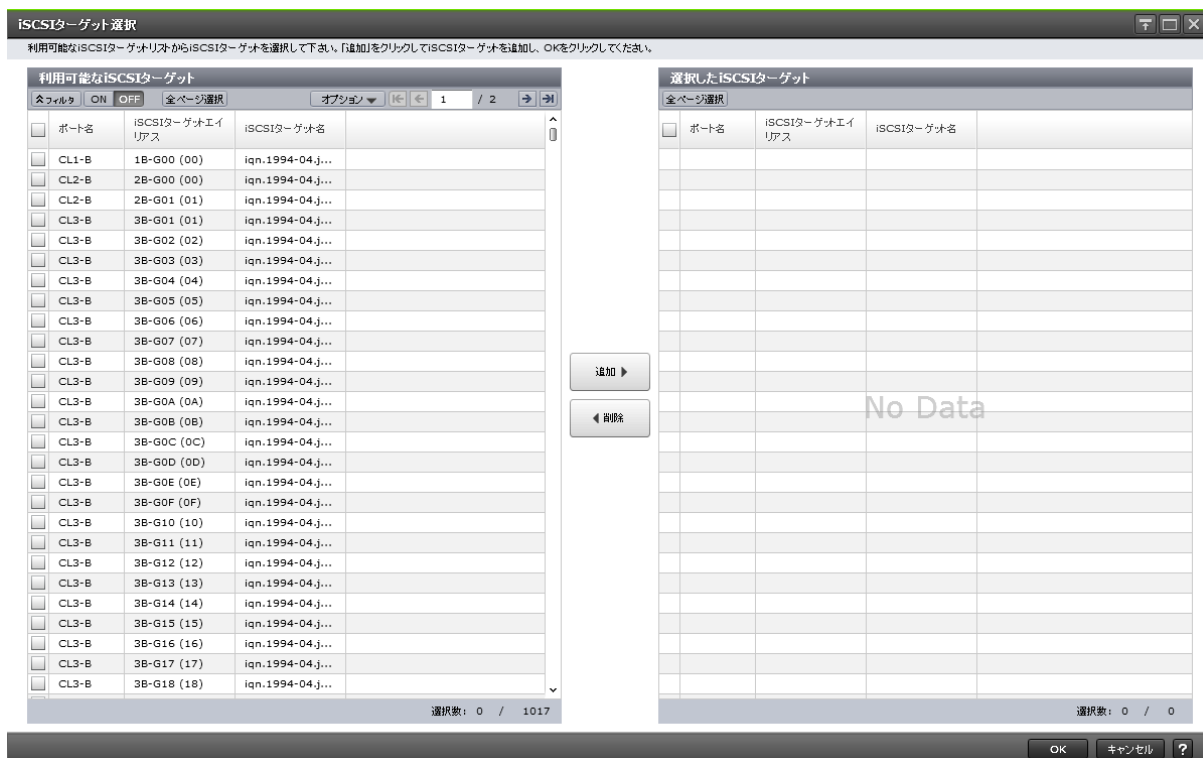 iSCSIターゲット選択
利用可能なiSCSIターゲットリストからiSCSIターゲットを選択して下さい。「追加」をクリックしてiSCSIターゲットを追加し、OKをクリックしてください。
利用可能なiSCSIターゲット
フィルタ ON OFF 全ページ選択 オプション 1 / 2
ポート名 iSCSIターゲットエイリアス iSCSIターゲット名
CL1-B 1B-G00 (00) iqn.1994-04.j...
CL2-B 2B-G00 (00) iqn.1994-04.j...
CL2-B 2B-G01 (01) iqn.1994-04.j...
CL3-B 3B-G01 (01) iqn.1994-04.j...
CL3-B 3B-G02 (02) iqn.1994-04.j...
CL3-B 3B-G03 (03) iqn.1994-04.j...
CL3-B 3B-G04 (04) iqn.1994-04.j...
CL3-B 3B-G05 (05) iqn.1994-04.j...
CL3-B 3B-G06 (06) iqn.1994-04.j...
CL3-B 3B-G07 (07) iqn.1994-04.j...
CL3-B 3B-G08 (08) iqn.1994-04.j...
CL3-B 3B-G09 (09) iqn.1994-04.j...
CL3-B 3B-G0A (0A) iqn.1994-04.j...
CL3-B 3B-G0B (0B) iqn.1994-04.j...
CL3-B 3B-G0C (0C) iqn.1994-04.j...
CL3-B 3B-G0D (0D) iqn.1994-04.j...
CL3-B 3B-G0E (0E) iqn.1994-04.j...
CL3-B 3B-G0F (0F) iqn.1994-04.j...
CL3-B 3B-G10 (10) iqn.1994-04.j...
CL3-B 3B-G11 (11) iqn.1994-04.j...
CL3-B 3B-G12 (12) iqn.1994-04.j...
CL3-B 3B-G13 (13) iqn.1994-04.j...
CL3-B 3B-G14 (14) iqn.1994-04.j...
CL3-B 3B-G15 (15) iqn.1994-04.j...
CL3-B 3B-G16 (16) iqn.1994-04.j...
CL3-B 3B-G17 (17) iqn.1994-04.j...
CL3-B 3B-G18 (18) iqn.1994-04.j...
選択数: 0 / 1017
追加
削除
選択したiSCSIターゲット
全ページ選択
ポート名 iSCSIターゲットエイリアス iSCSIターゲット名
No Data
選択数: 0 / 0
OK キャンセル ?